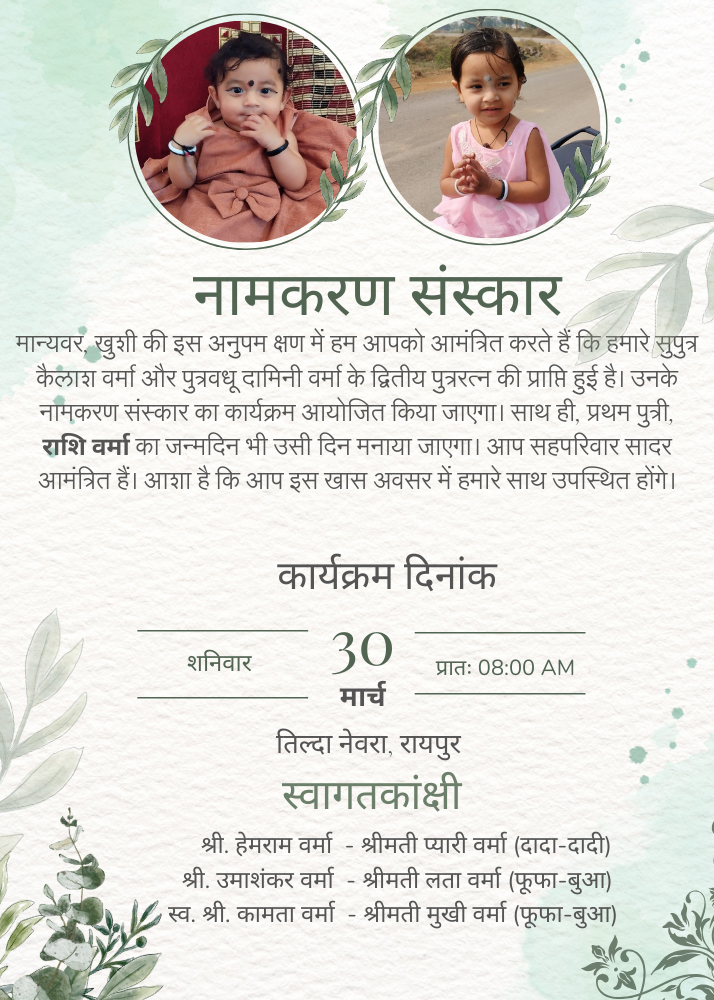 नामकरण संस्कार
मान्यवर, खुशी की इस अनुपम क्षण में हम आपको आमंत्रित करते हैं कि हमारे सुपुत्र
कैलाश वर्मा और पुत्रवधू दामिनी वर्मा के द्वितीय पुत्ररत्न की प्राप्ति हुई है। उनके
नामकरण संस्कार का कार्यक्रम आयोजित किया जाएगा। साथ ही, प्रथम पुत्री,
राशि वर्मा का जन्मदिन भी उसी दिन मनाया जाएगा। आप सहपरिवार सादर
आमंत्रित हैं। आशा है कि आप इस खास अवसर में हमारे साथ उपस्थित होंगे।
कार्यक्रम दिनांक
शनिवार
30
मार्च
प्रातः 08:00 AM
तिल्दा नेवरा, रायपुर
स्वागतकांक्षी
श्री. हेमराम वर्मा - श्रीमती प्यारी वर्मा (दादा-दादी)
श्री. उमाशंकर वर्मा - श्रीमती लता वर्मा (फूफा-बुआ)
स्व. श्री. कामता वर्मा - श्रीमती मुखी वर्मा (फूफा-बुआ)